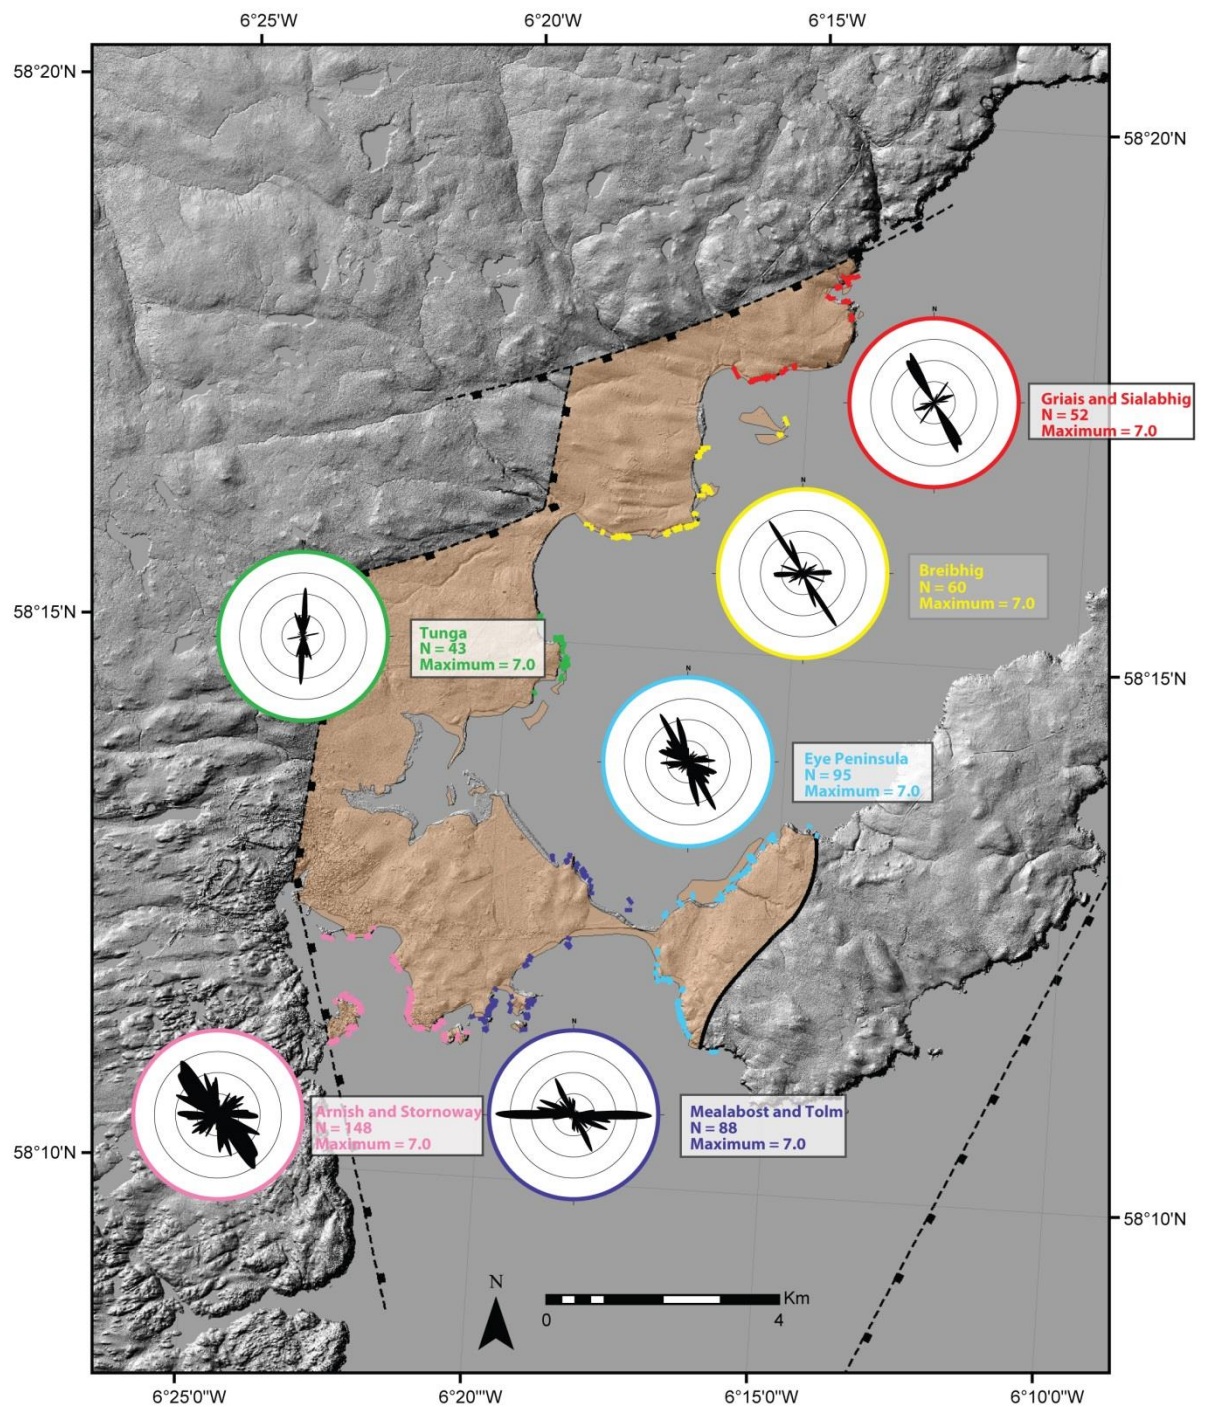 6°25'W 6°20'W 6°15'W
58°20'N
58°20'N
N
Griais and Sialabhig
N = 52
Maximum = 7.0
N
Breibhig
N = 60
Maximum = 7.0
N
58°15'N
Tunga
N = 43
Maximum = 7.0
58°15'N
N
Eye Peninsula
N = 95
Maximum = 7.0
N
Arnish and Stornoway
N = 148
Maximum = 7.0
Mealabost and Tolm
N = 88
Maximum = 7.0
58°10'N
58°10'N
N
Km
0 4
6°25'0"W 6°20"'W 6°15'0"W 6°10'0"W